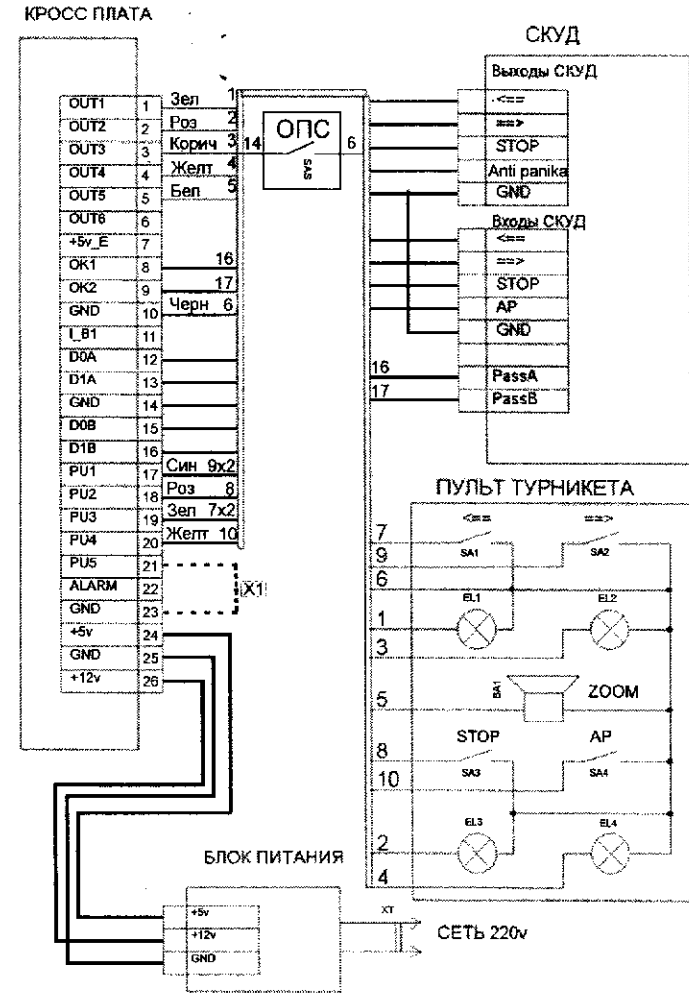 КРОСС ПЛАТА
OUT1 1 Зел 1
OUT2 2 Роз 2
OUT3 3 Корич 3
OUT4 4 Желт 4
OUT5 5 Бел 5
OUT6 6
+5v_E 7
OK1 8 16
OK2 9 17
GND 10 Черн 6
I_B1 11
D0A 12
D1A 13
GND 14
D0B 15
D1B 16
PU1 17 Син 9x2
PU2 18 Роз 8
PU3 19 Зел 7x2
PU4 20 Желт 10
PU5 21
ALARM 22
GND 23
X1
+5v 24
GND 25
+12v 26
14 ОПС 6
SAS
СКУД
Выходы СКУД
<==
==>
STOP
Anti panika
GND
Входы СКУД
<==
==>
STOP
AP
GND
16 PassA
17 PassB
ПУЛЬТ ТУРНИКЕТА
<== ==>
7
SA1 SA2
9
6
EL1 EL2
1
3
BA1 ZOOM
5
STOP AP
8
SA3 SA4
10
EL3 EL4
2
4
БЛОК ПИТАНИЯ
+5v
+12v
GND
XT
СЕТЬ 220v